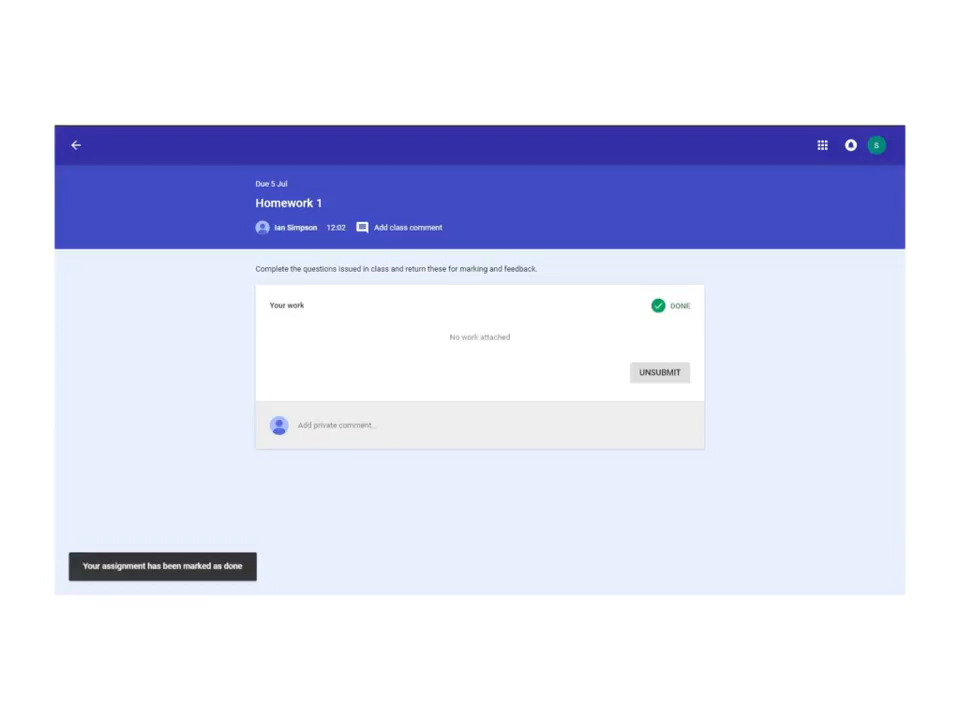 S
Due 5 Jul
Homework 1
Ian Simpson 12:02 Add class comment
Complete the questions issued in class and return these for marking and feedback.
Your work DONE
No work attached
UNSUBMIT
Add private comment...
Your assignment has been marked as done